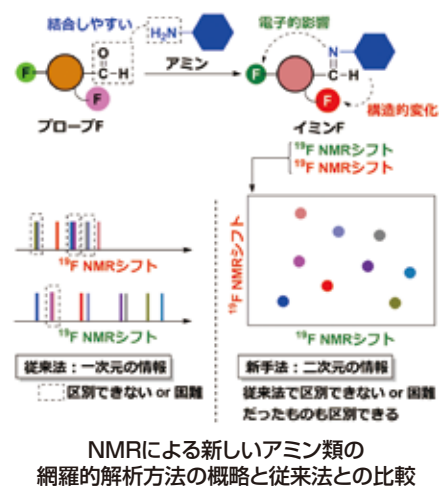 結合しやすい
H₂N
電子的影響
F
O
C
H
F
アミン
プローブF
F
N
C
H
F
構造的変化
イミンF
¹⁹F NMRシフト
¹⁹F NMRシフト
¹⁹F NMRシフト
¹⁹F NMRシフト
¹⁹F NMRシフト
¹⁹F NMRシフト
従来法：一次元の情報
区別できない or 困難
新手法：二次元の情報
従来法で区別できない or 困難
だったものも区別できる
NMRによる新しいアミン類の
網羅的解析方法の概略と従来法との比較